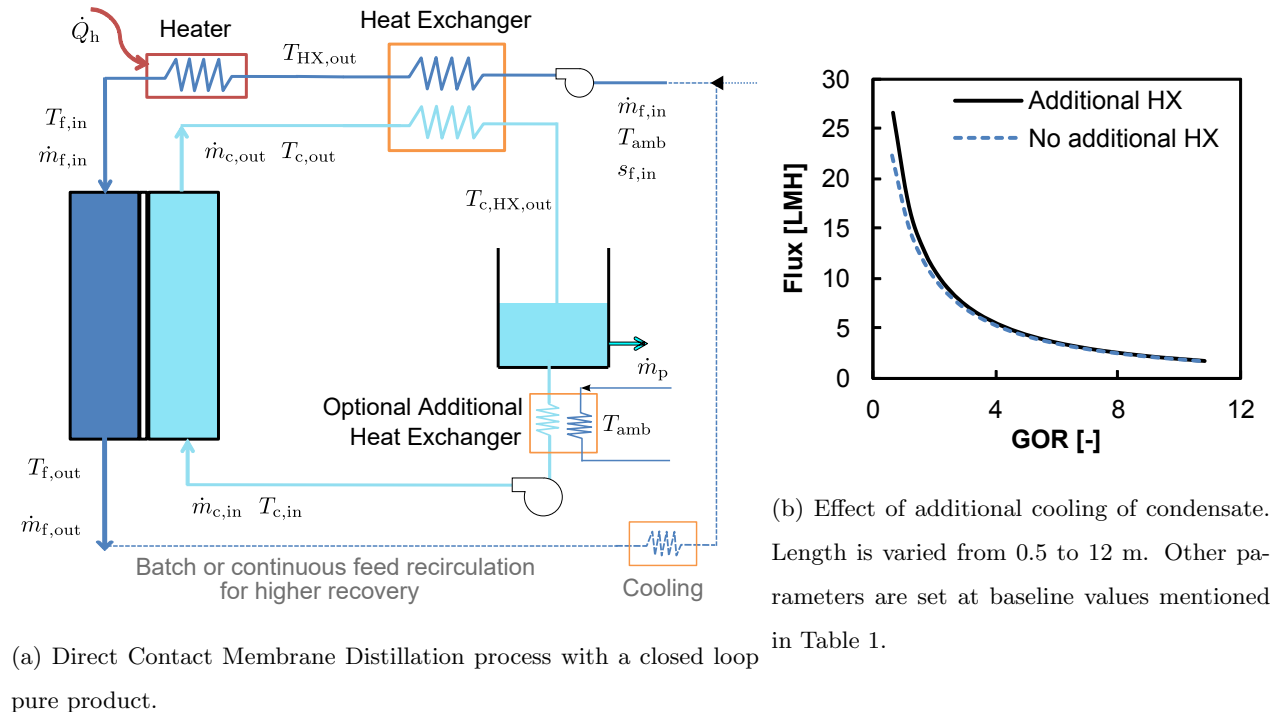 Q̇h
Heater
Heat Exchanger
THX,out
Tf,in
ṁf,in
ṁc,out Tc,out
ṁf,in
Tamb
sf,in
Tc,HX,out
ṁp
Optional Additional
Heat Exchanger
Tamb
Tf,out
ṁf,out
ṁc,in Tc,in
Batch or continuous feed recirculation
for higher recovery
Cooling
(a) Direct Contact Membrane Distillation process with a closed loop
pure product.
30
25
20
15
10
5
0
Flux [LMH]
Additional HX
No additional HX
0 4 8 12
GOR [-]
(b) Effect of additional cooling of condensate.
Length is varied from 0.5 to 12 m. Other pa-
rameters are set at baseline values mentioned
in Table 1.